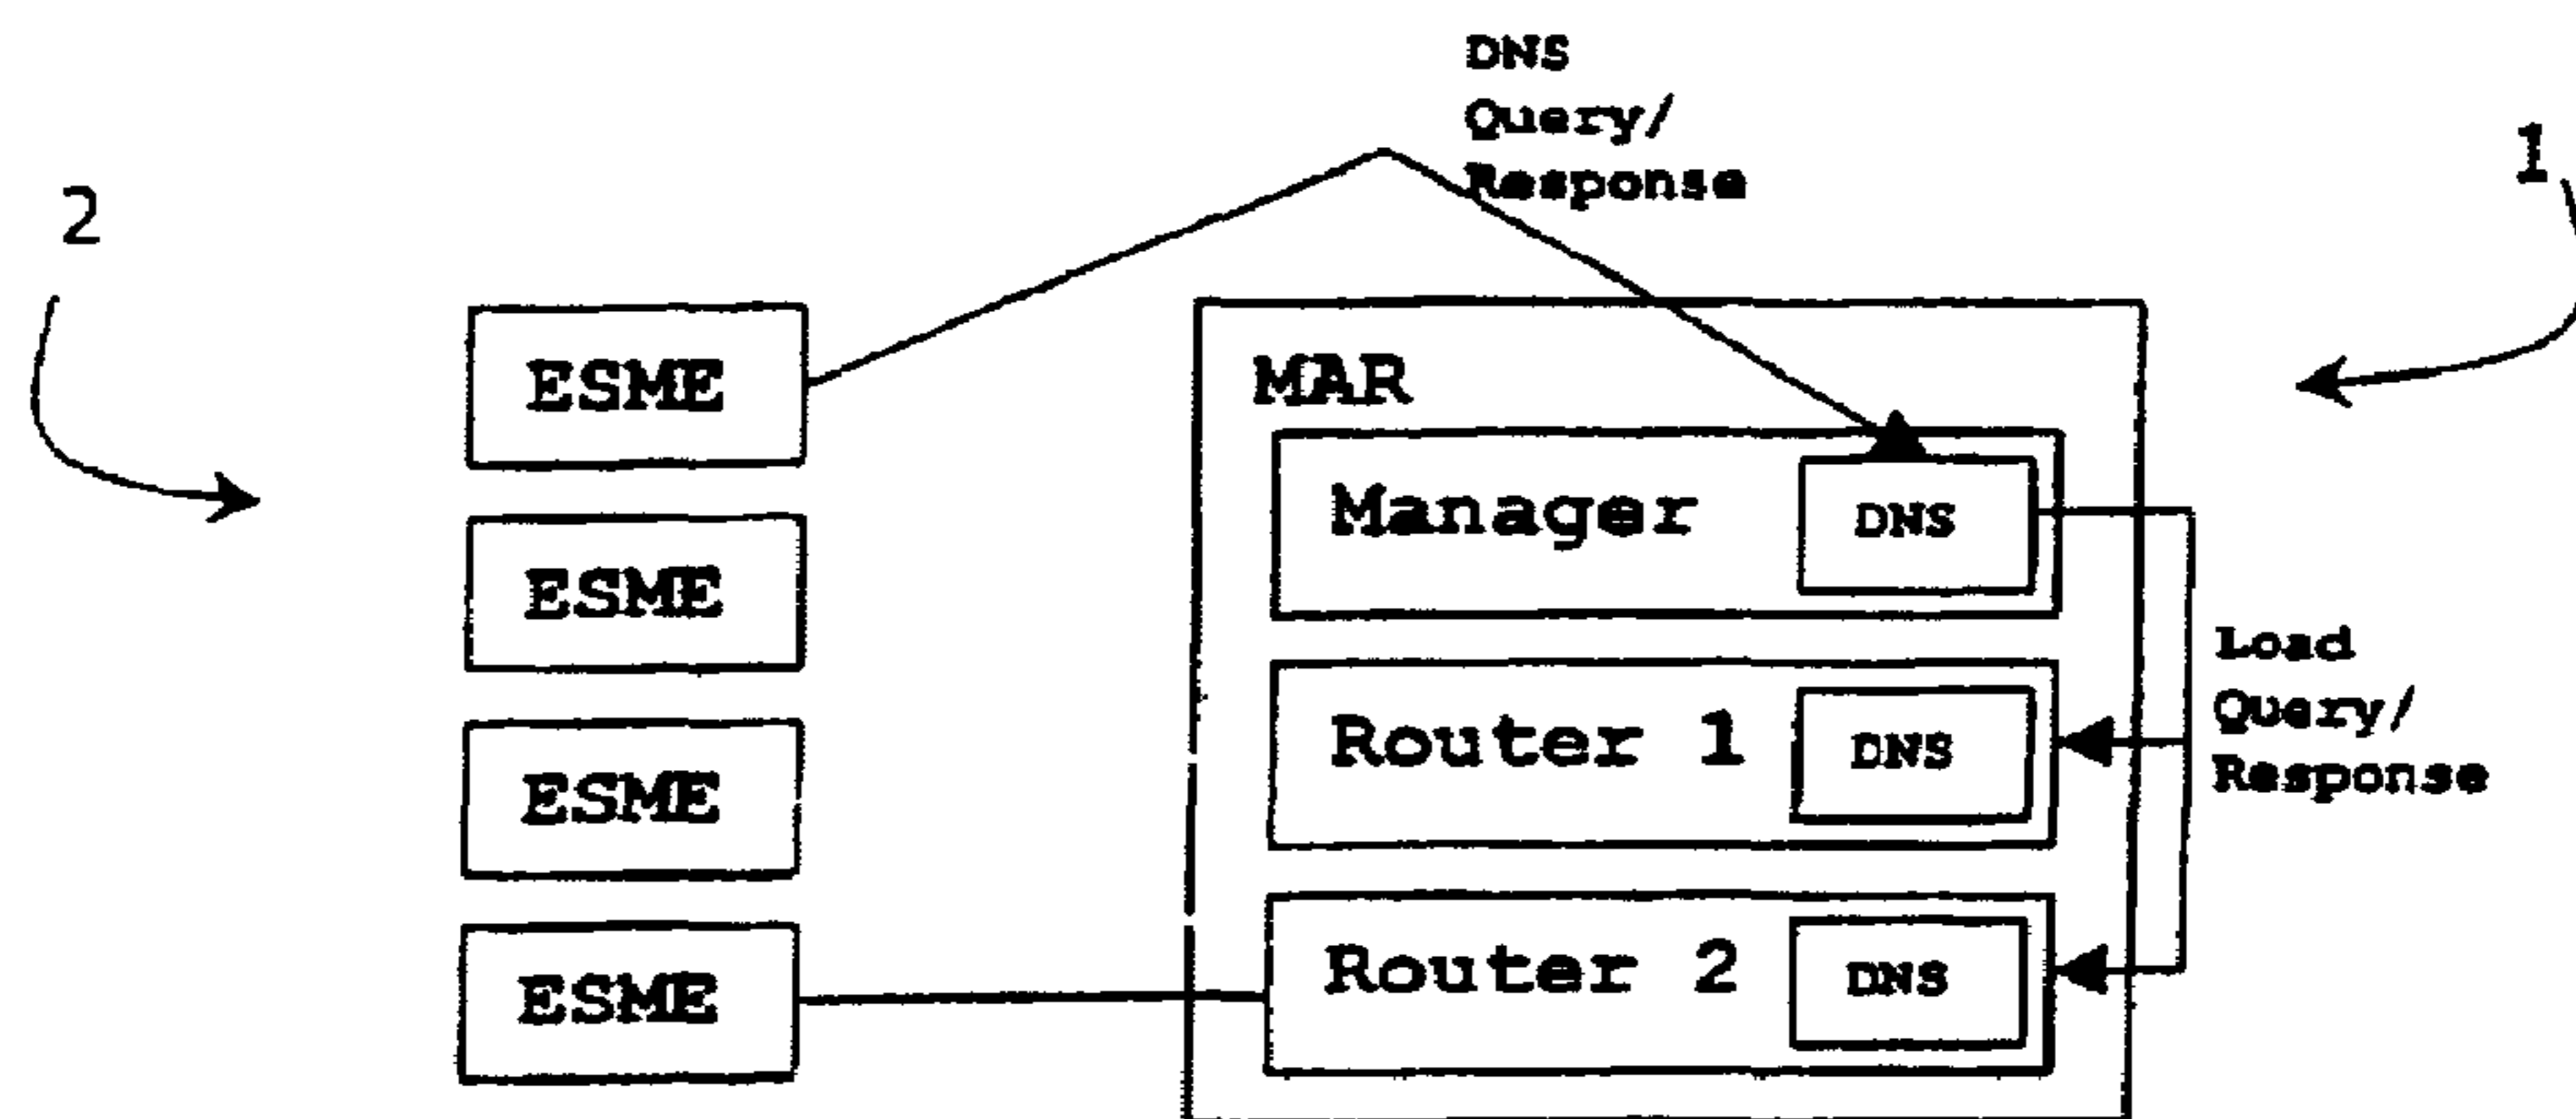 DNS
Query/
Response
1
2
ESME
MAR
Manager
DNS
ESME
Load
Query/
Response
Router 1
DNS
ESME
Router 2
DNS
ESME